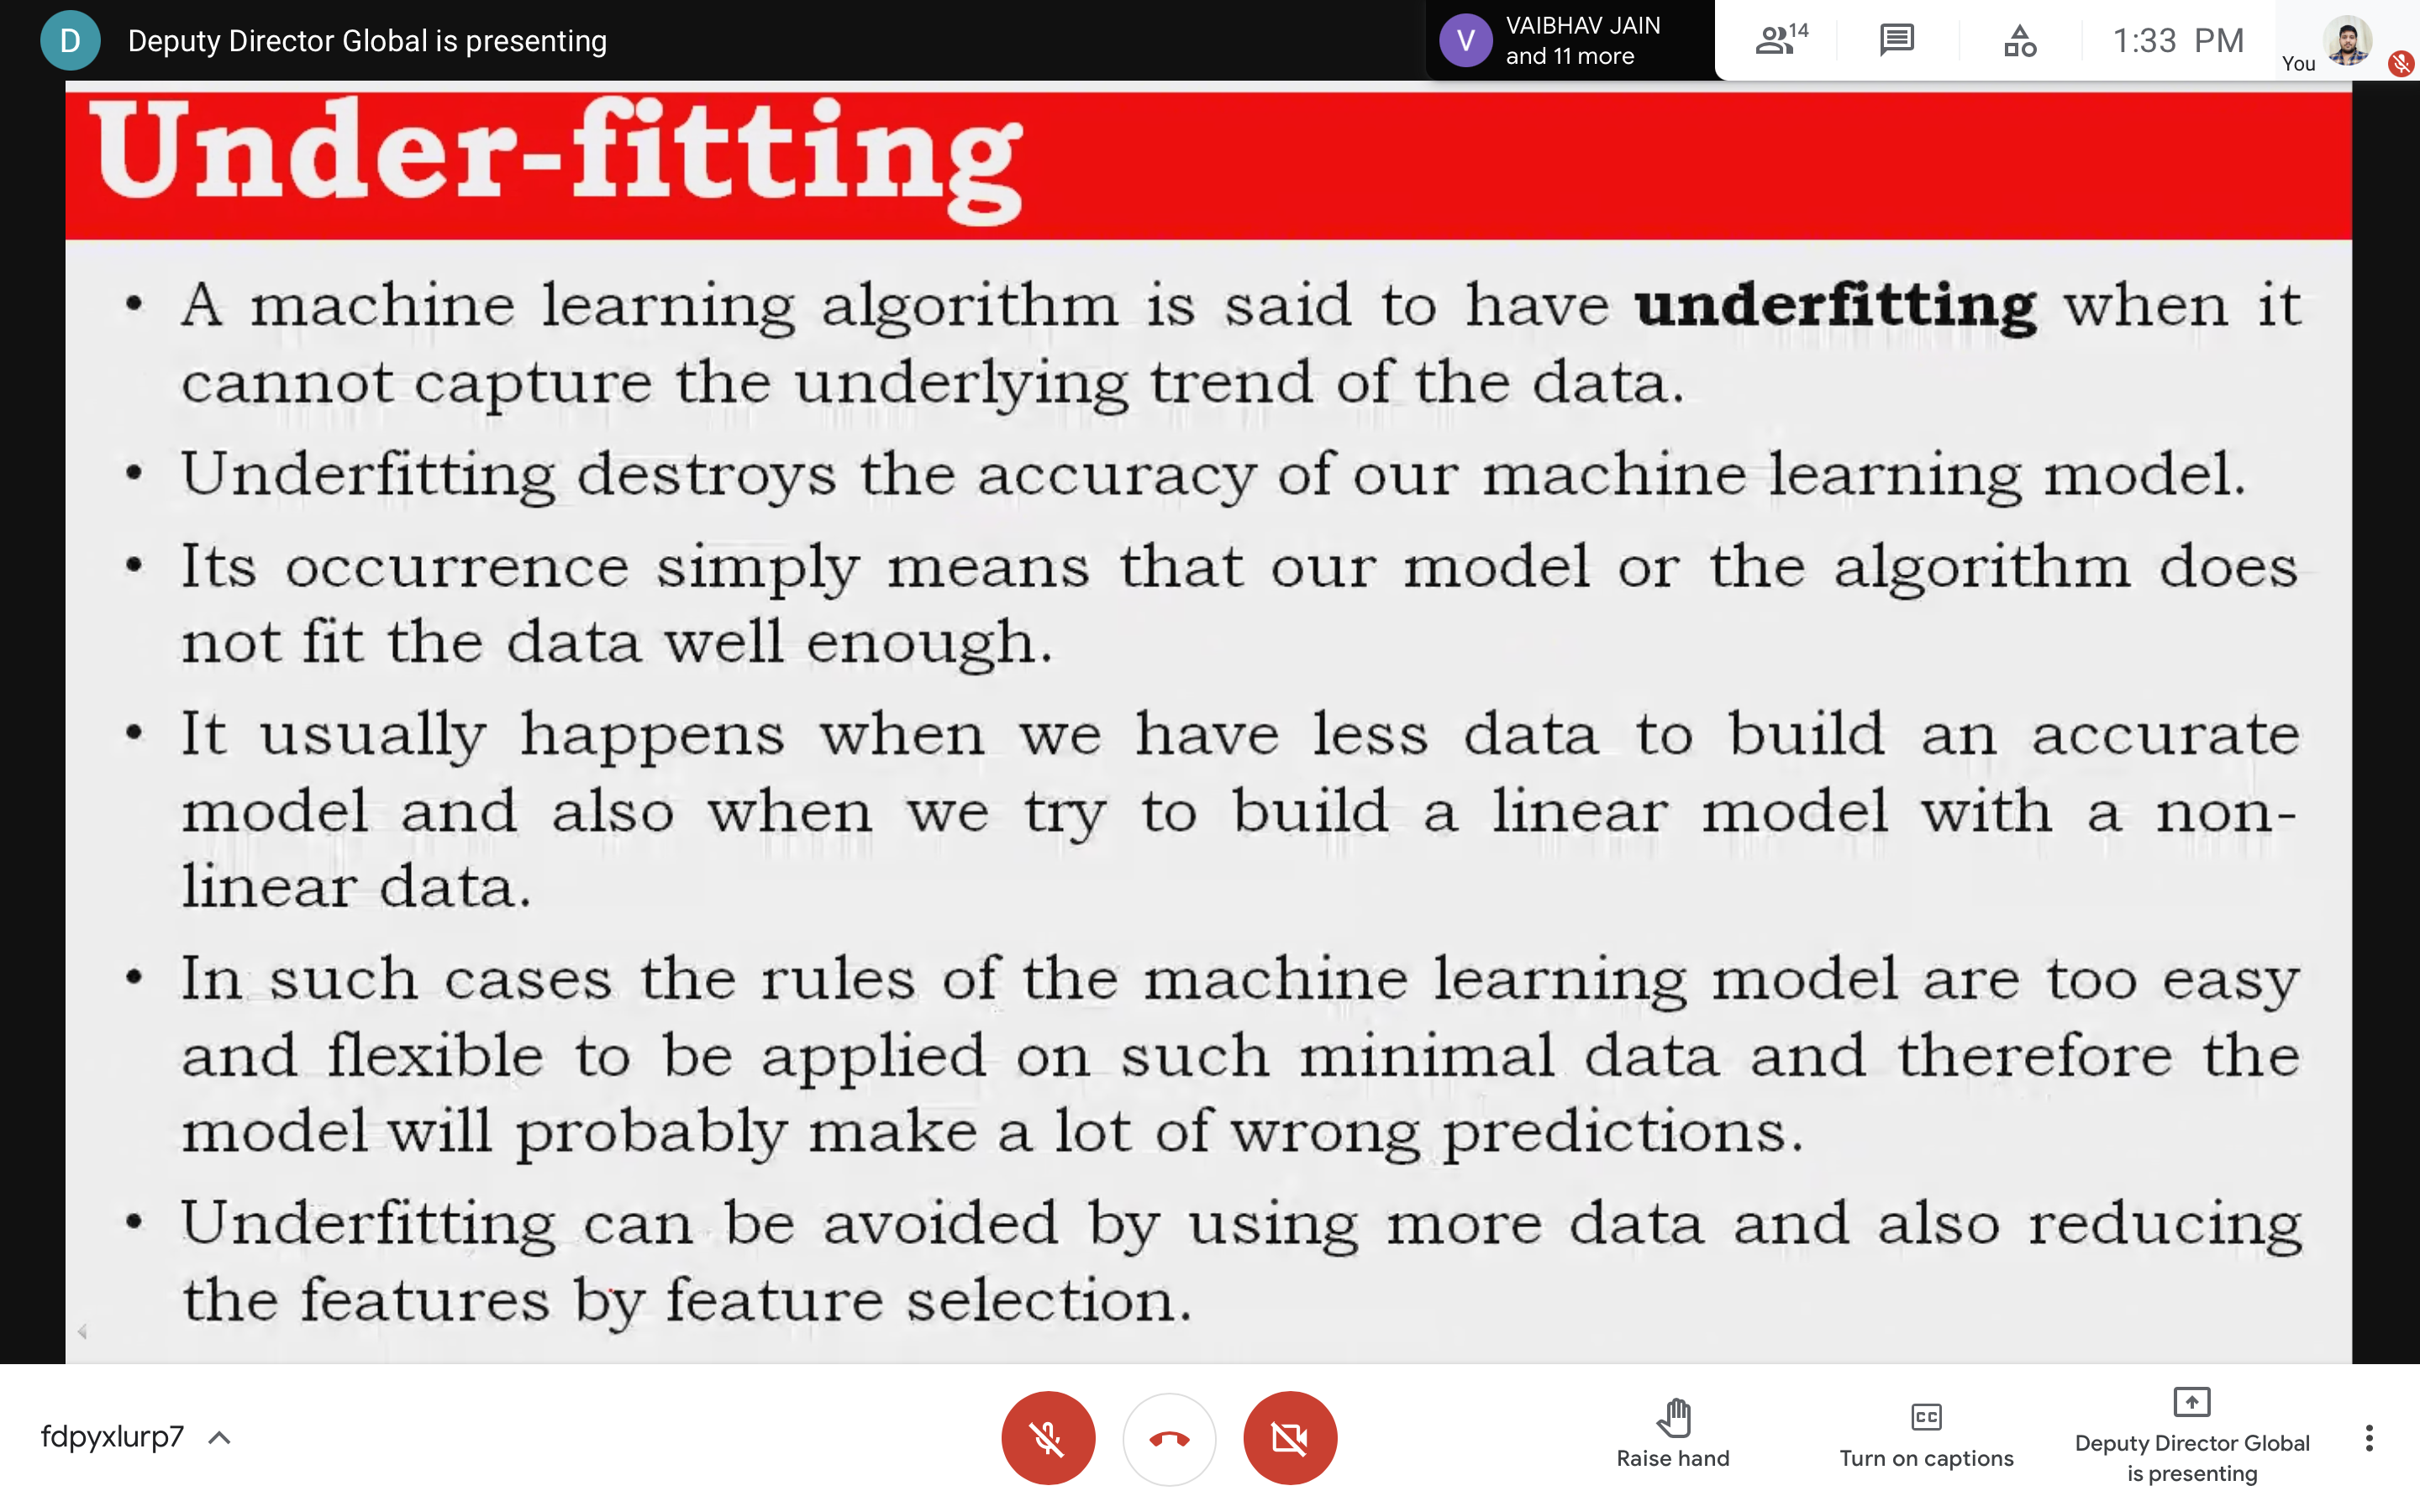 D Deputy Director Global is presenting
V VAIBHAV JAIN
and 11 more
14
1:33 PM
You
Under-fitting
• A machine learning algorithm is said to have underfitting when it
cannot capture the underlying trend of the data.
• Underfitting destroys the accuracy of our machine learning model.
• Its occurrence simply means that our model or the algorithm does
not fit the data well enough.
• It usually happens when we have less data to build an accurate
model and also when we try to build a linear model with a non-
linear data.
• In such cases the rules of the machine learning model are too easy
and flexible to be applied on such minimal data and therefore the
model will probably make a lot of wrong predictions.
• Underfitting can be avoided by using more data and also reducing
the features by feature selection.
fdpyxlurp7
Raise hand
CC
Turn on captions
Deputy Director Global
is presenting